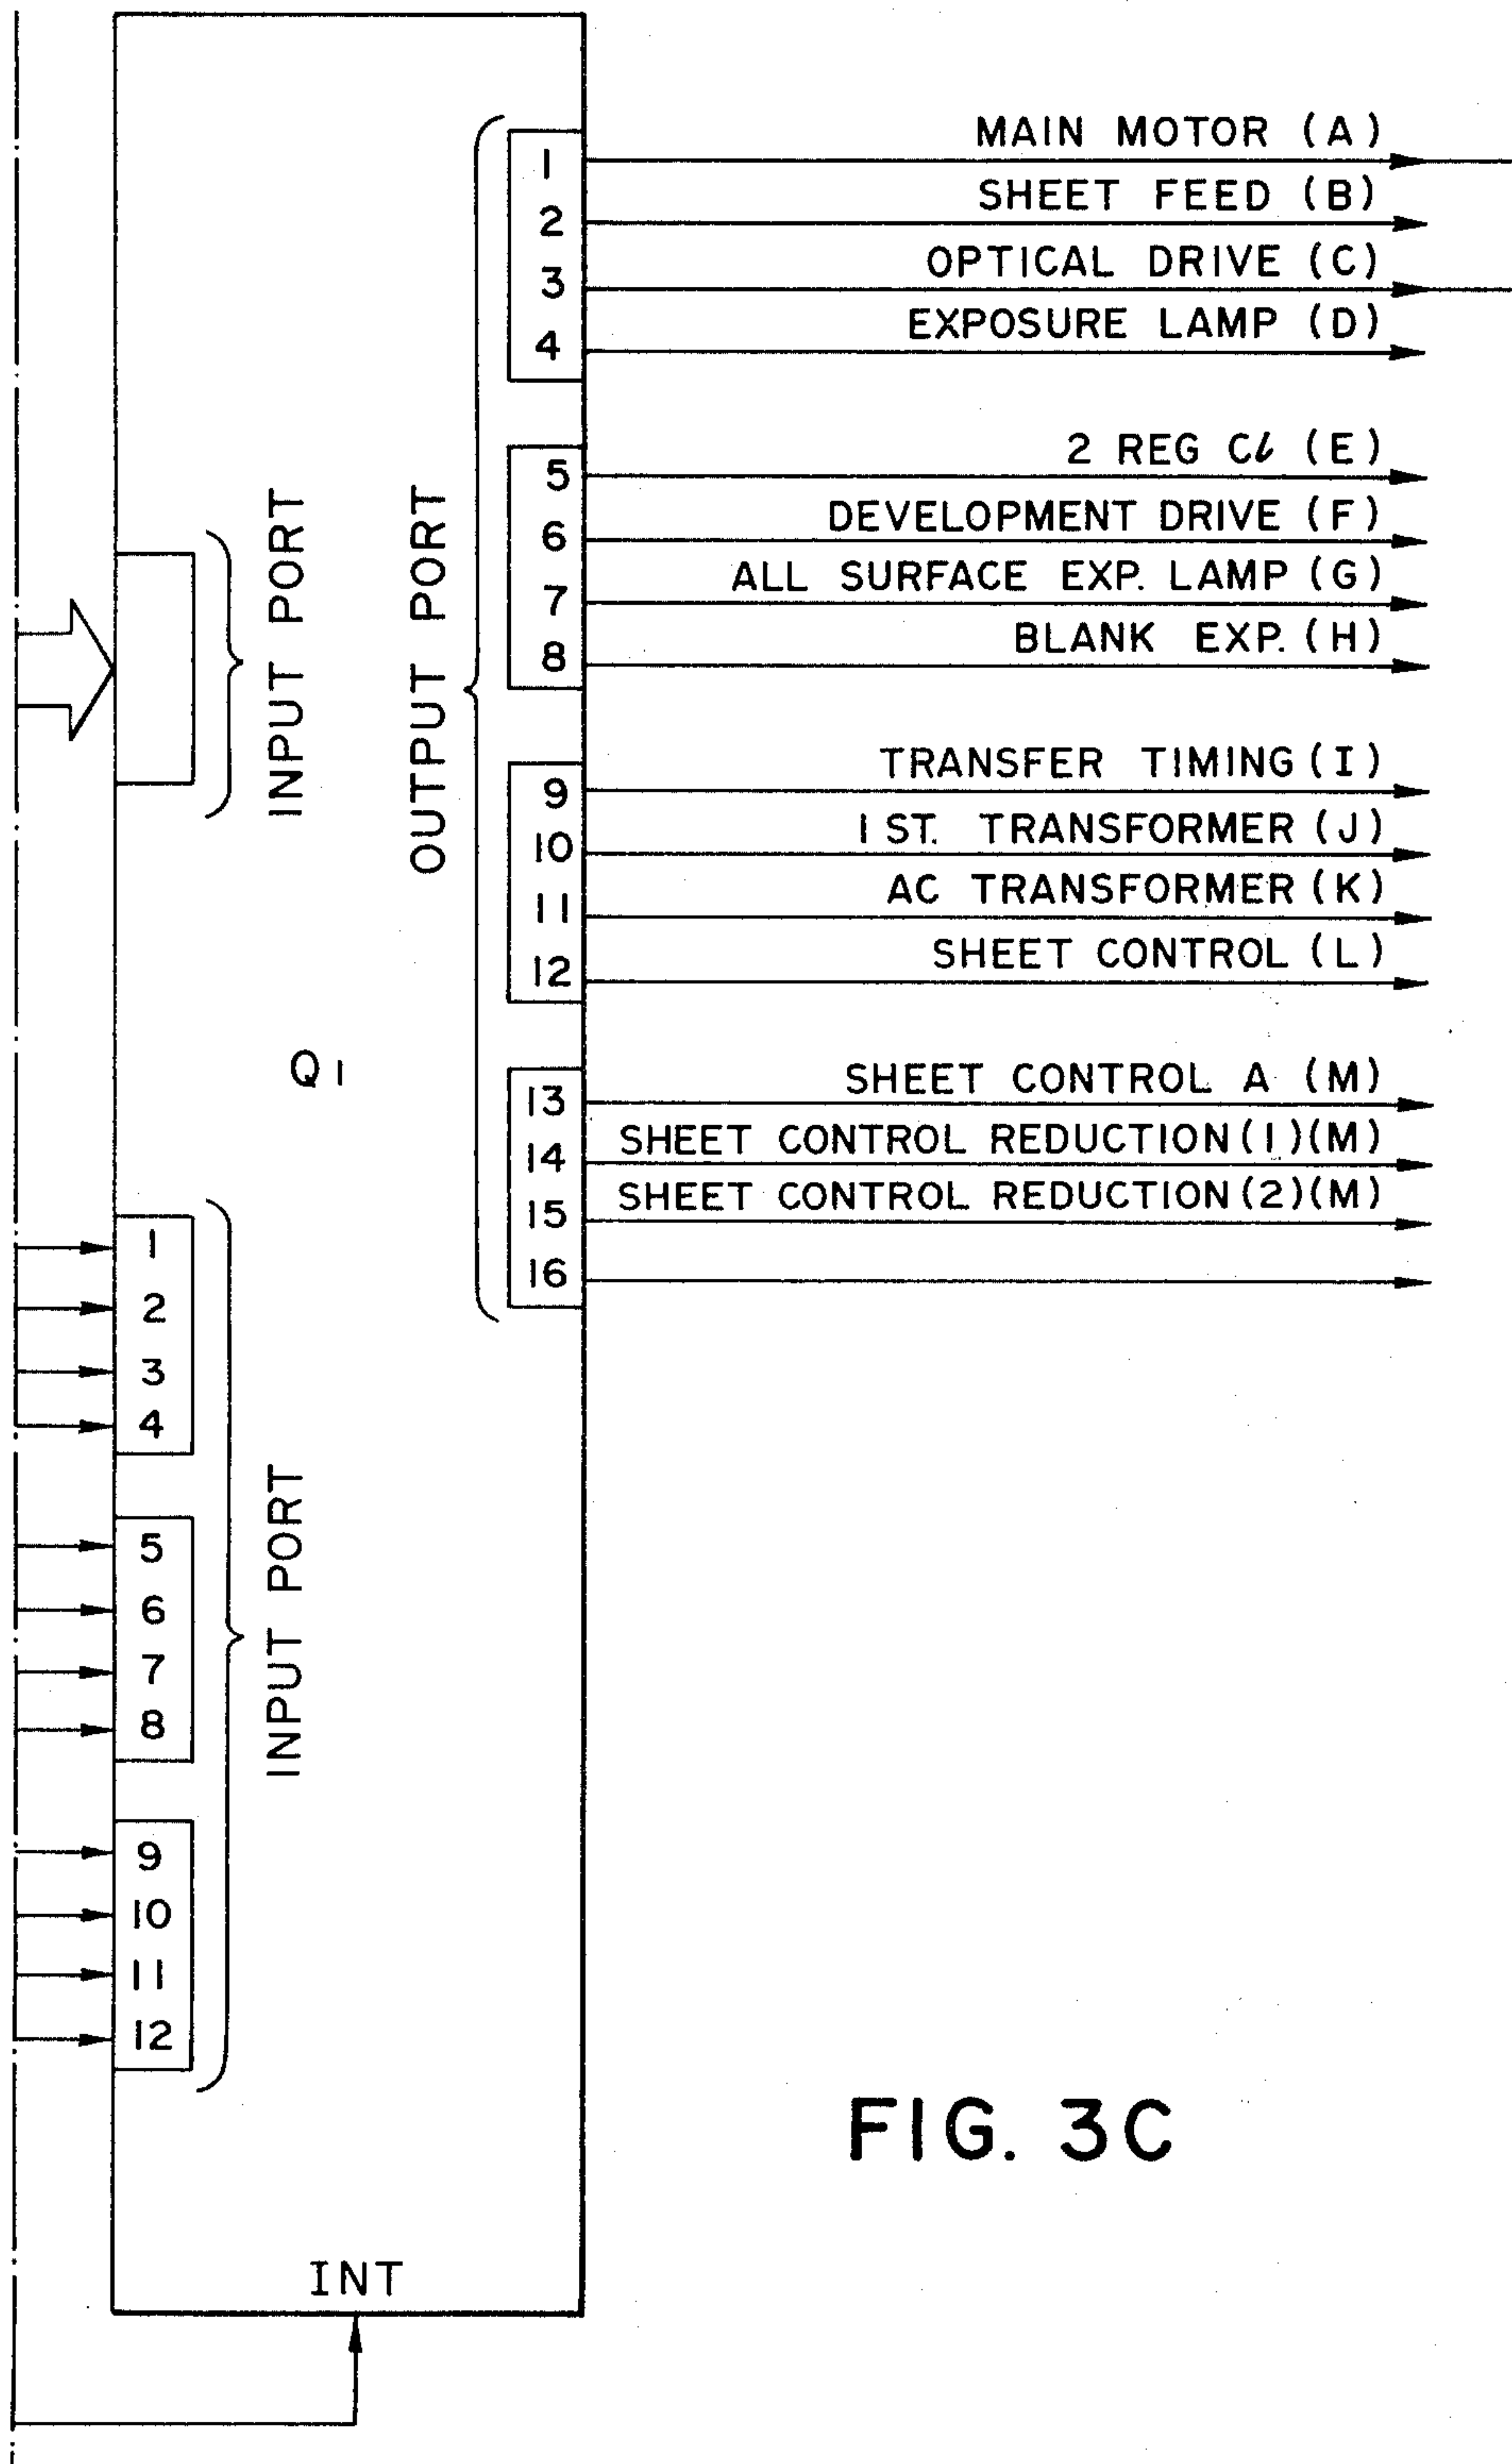 1 MAIN MOTOR (A)
2 SHEET FEED (B)
3 OPTICAL DRIVE (C)
4 EXPOSURE LAMP (D)
5 2 REG Cl (E)
6 DEVELOPMENT DRIVE (F)
7 ALL SURFACE EXP. LAMP (G)
8 BLANK EXP. (H)
9 TRANSFER TIMING (I)
10 1 ST. TRANSFORMER (J)
11 AC TRANSFORMER (K)
12 SHEET CONTROL (L)
13 SHEET CONTROL A (M)
14 SHEET CONTROL REDUCTION (1)(M)
15 SHEET CONTROL REDUCTION (2)(M)
16
INPUT PORT
OUTPUT PORT
Q1
1
2
3
4
5
6
7
8
9
10
11
12
INPUT PORT
INT
FIG. 3C